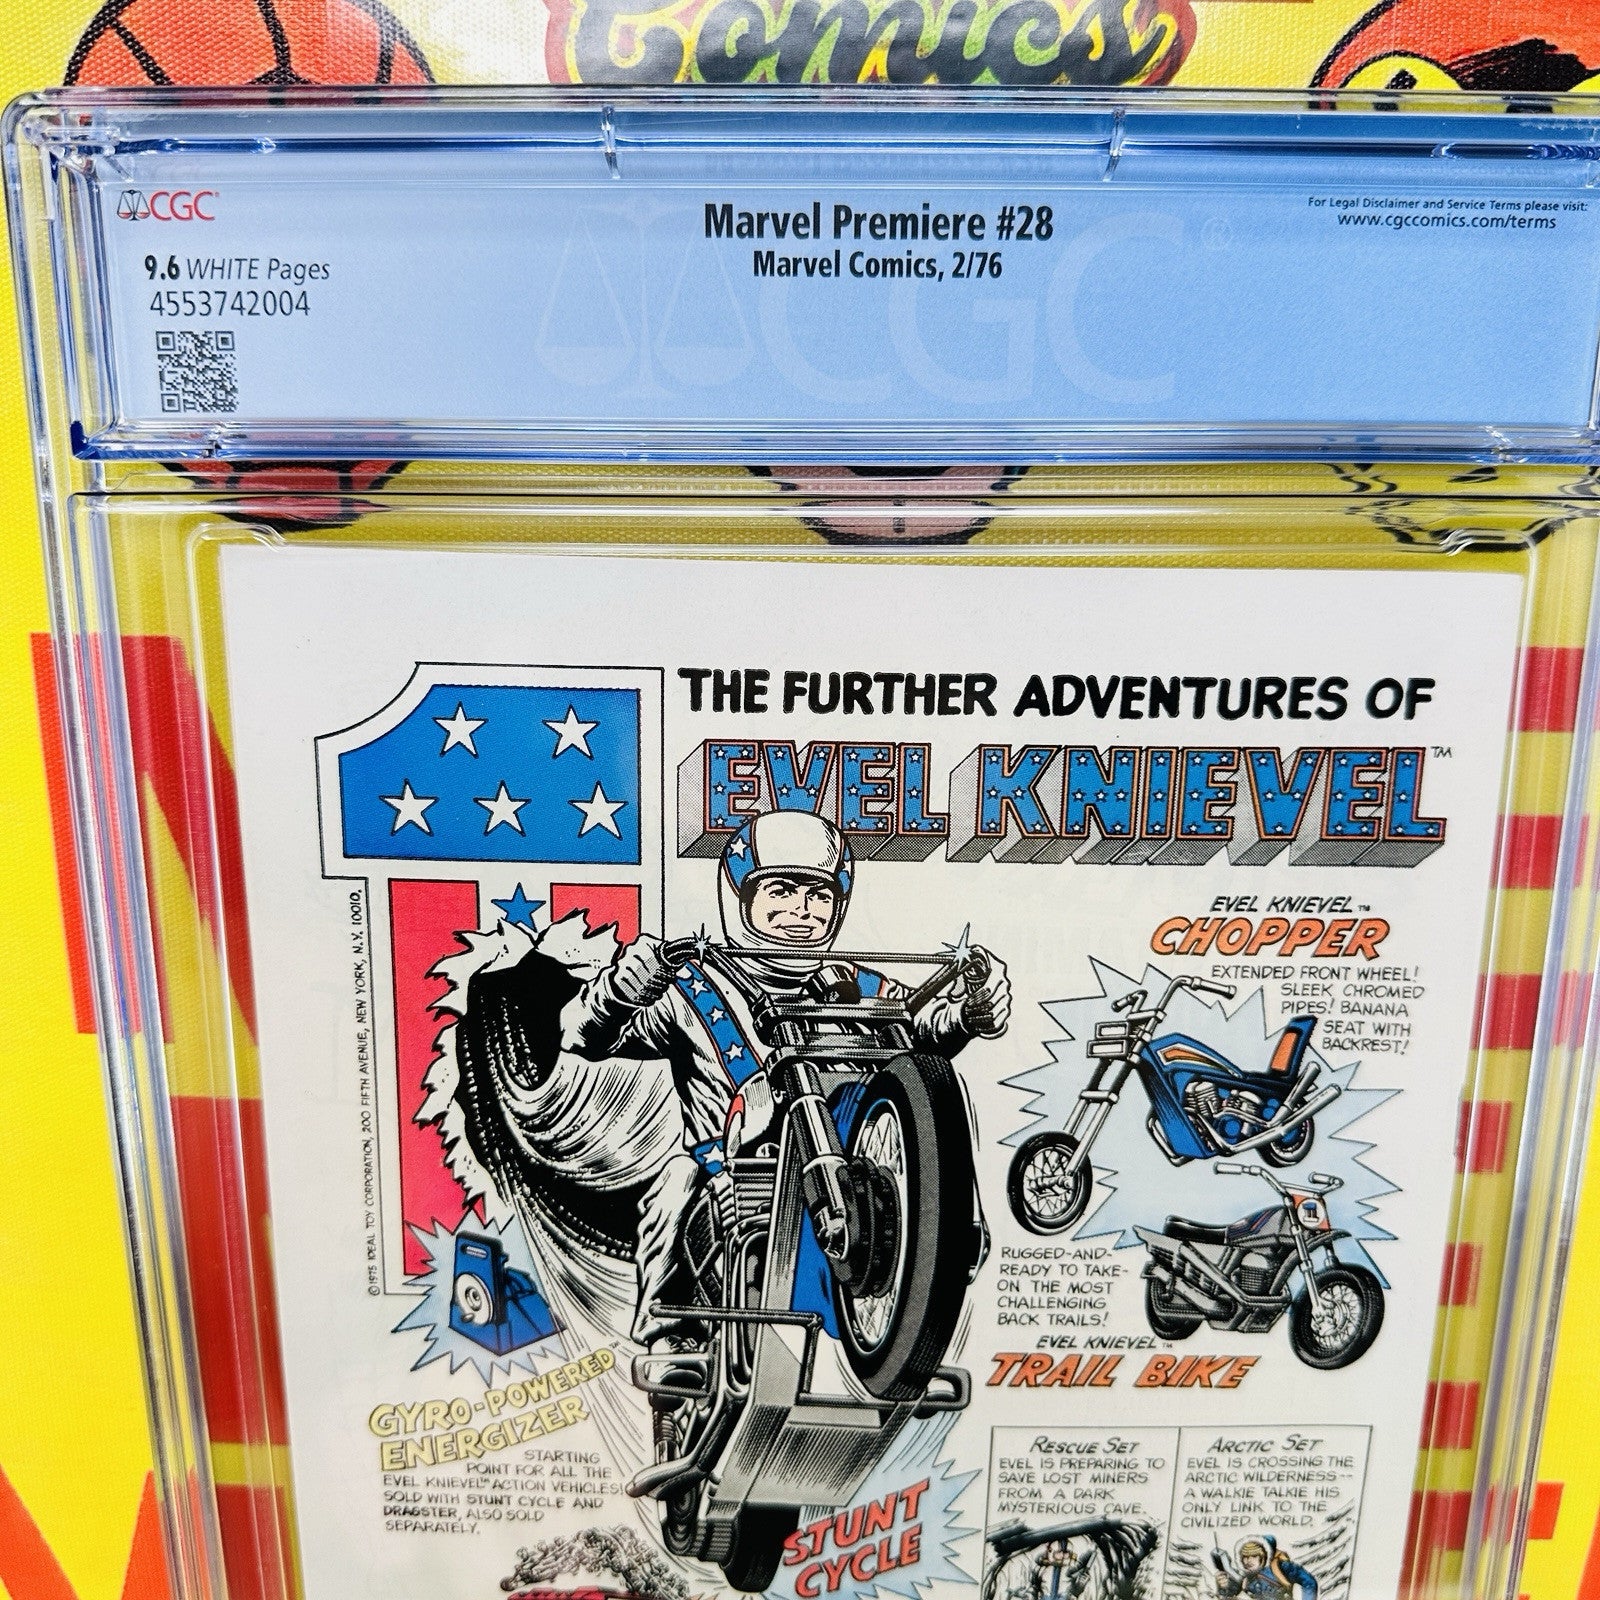 Comics
CGC
Marvel Premiere #28
Marvel Comics, 2/76
For Legal Disclaimer and Service Terms please visit:
www.cgccomics.com/terms
9.6 WHITE Pages
4553742004
CGC
THE FURTHER ADVENTURES OF
EVEL KNIEVEL™
EVEL KNIEVEL™
CHOPPER
EXTENDED FRONT WHEEL!
SLEEK CHROMED
PIPES! BANANA
SEAT WITH
BACKREST!
RUGGED-AND-
READY TO TAKE-
ON THE MOST
CHALLENGING
BACK TRAILS!
EVEL KNIEVEL™
TRAIL BIKE
© 1975 IDEAL TOY CORPORATION, 200 FIFTH AVENUE, NEW YORK, N.Y. 10010.
GYRO-POWERED™
ENERGIZER
STARTING
POINT FOR ALL THE
EVEL KNIEVEL™ ACTION VEHICLES!
SOLD WITH STUNT CYCLE AND
DRAGSTER, ALSO SOLD
SEPARATELY.
STUNT
CYCLE
RESCUE SET
EVEL IS PREPARING TO
SAVE LOST MINERS
FROM A DARK
MYSTERIOUS CAVE.
ARCTIC SET
EVEL IS CROSSING THE
ARCTIC WILDERNESS--
A WALKIE TALKIE HIS
ONLY LINK TO THE
CIVILIZED WORLD.